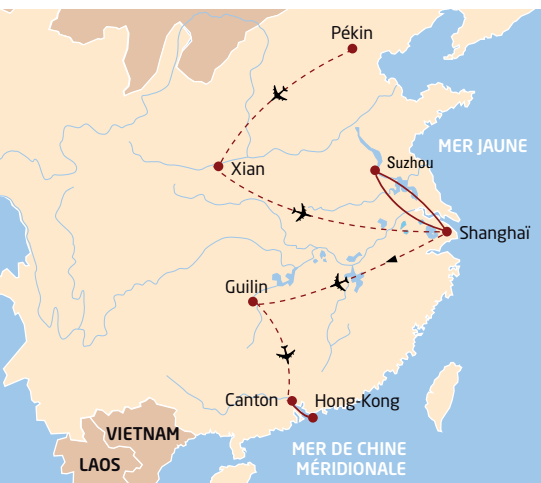 Pékin
MER JAUNE
Suzhou
Xian
Shanghaï
Guilin
Canton
Hong-Kong
VIETNAM
MER DE CHINE
MÉRIDIONALE
LAOS